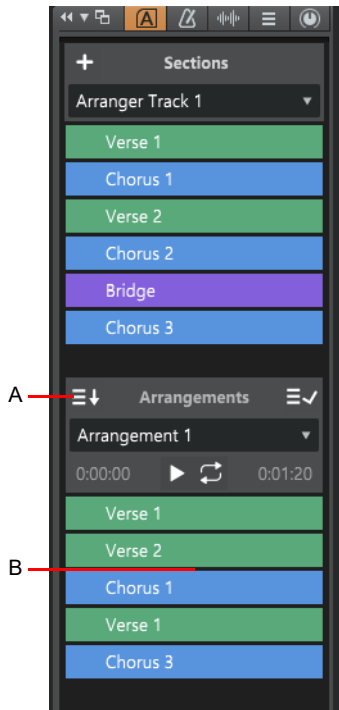 A
Sections
Arranger Track 1
Verse 1
Chorus 1
Verse 2
Chorus 2
Bridge
Chorus 3
A
Arrangements
Arrangement 1
0:00:00 0:01:20
Verse 1
Verse 2
B
Chorus 1
Verse 1
Chorus 3